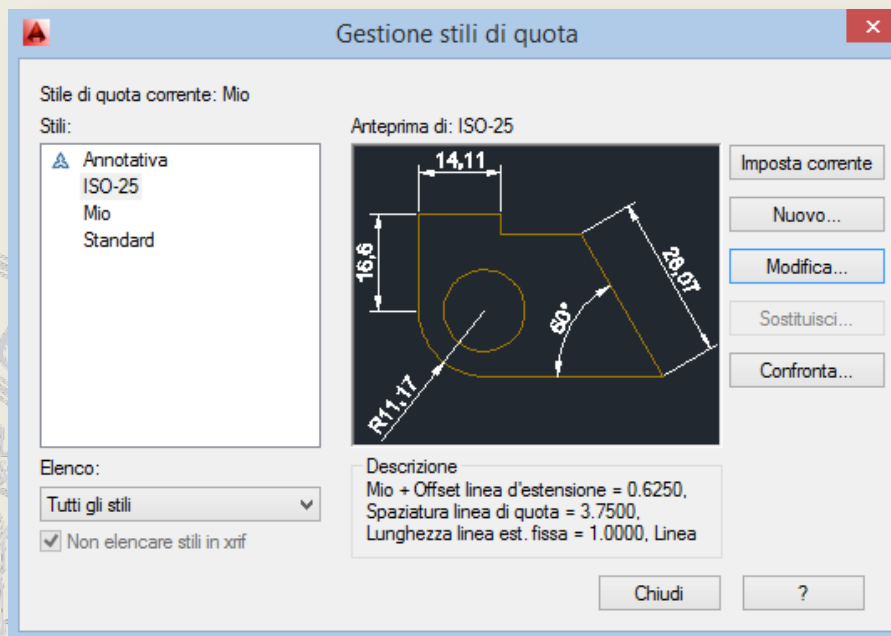 Gestione stili di quota
Stile di quota corrente: Mio
Stili:
Annotativa
ISO-25
Mio
Standard
Anteprima di: ISO-25
14,11
16,6
28,07
60°
R11,17
Imposta corrente
Nuovo...
Modifica...
Sostituisci...
Confronta...
Elenco:
Tutti gli stili
Non elencare stili in xrif
Descrizione
Mio + Offset linea d'estensione = 0.6250,
Spaziatura linea di quota = 3.7500,
Lunghezza linea est. fissa = 1.0000, Linea
Chiudi
?